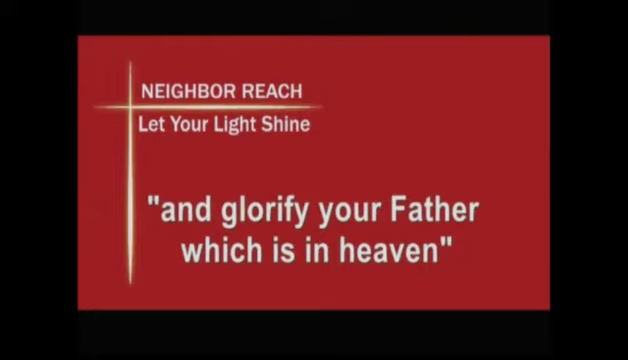 NEIGHBOR REACH
Let Your Light Shine
"and glorify your Father
which is in heaven"